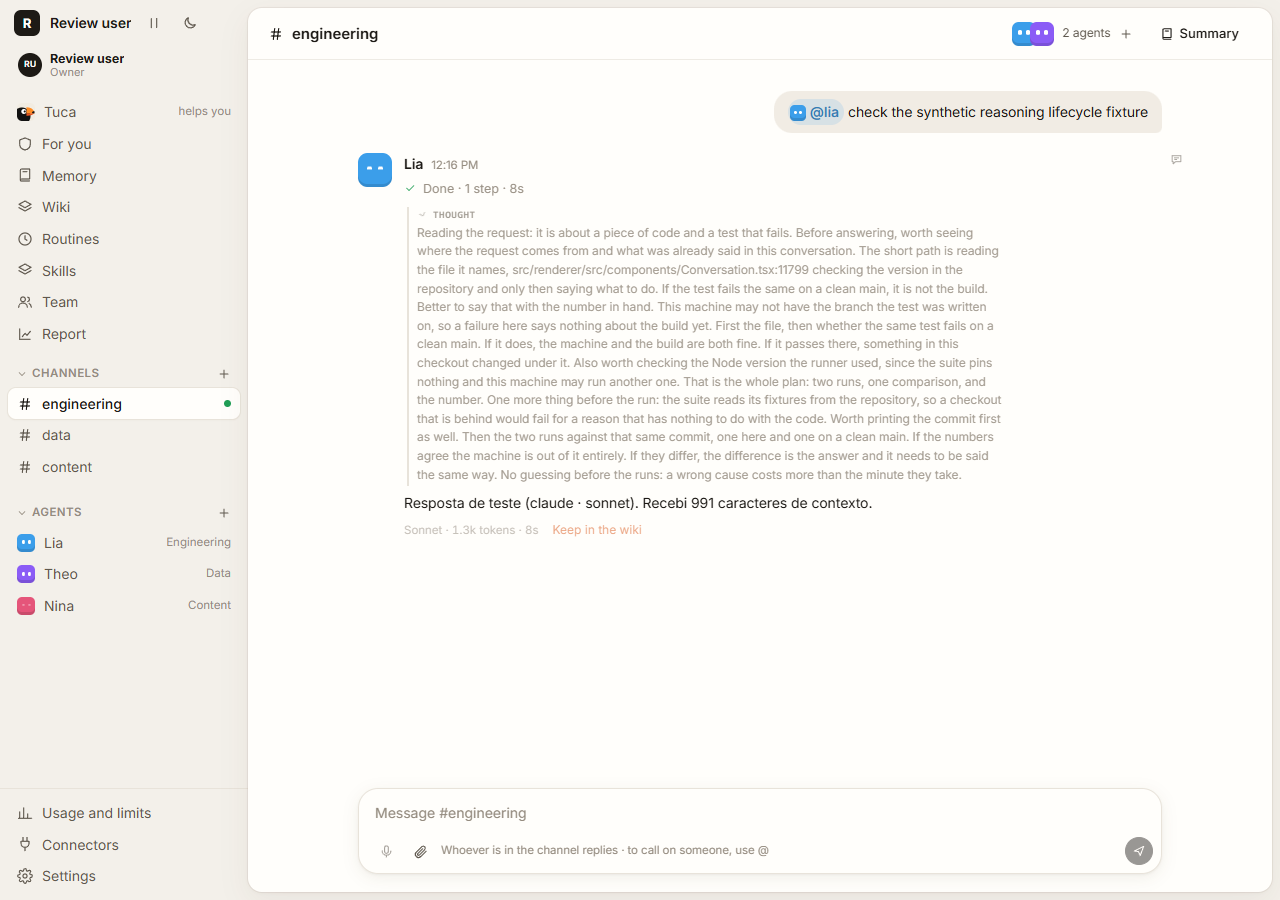 R Review user
RU Review user
Owner
Tuca helps you
For you
Memory
Wiki
Routines
Skills
Team
Report
CHANNELS
# engineering
# data
# content
AGENTS
Lia Engineering
Theo Data
Nina Content
Usage and limits
Connectors
Settings
# engineering
2 agents + Summary
@lia check the synthetic reasoning lifecycle fixture
Lia 12:16 PM
Done · 1 step · 8s
THOUGHT
Reading the request: it is about a piece of code and a test that fails. Before answering, worth seeing
where the request comes from and what was already said in this conversation. The short path is reading
the file it names, src/renderer/src/components/Conversation.tsx:11799 checking the version in the
repository and only then saying what to do. If the test fails the same on a clean main, it is not the build.
Better to say that with the number in hand. This machine may not have the branch the test was written
on, so a failure here says nothing about the build yet. First the file, then whether the same test fails on a
clean main. If it does, the machine and the build are both fine. If it passes there, something in this
checkout changed under it. Also worth checking the Node version the runner used, since the suite pins
nothing and this machine may run another one. That is the whole plan: two runs, one comparison, and
the number. One more thing before the run: the suite reads its fixtures from the repository, so a checkout
that is behind would fail for a reason that has nothing to do with the code. Worth printing the commit first
as well. Then the two runs against that same commit, one here and one on a clean main. If the numbers
agree the machine is out of it entirely. If they differ, the difference is the answer and it needs to be said
the same way. No guessing before the runs: a wrong cause costs more than the minute they take.
Resposta de teste (claude · sonnet). Recebi 991 caracteres de contexto.
Sonnet · 1.3k tokens · 8s Keep in the wiki
Message #engineering
Whoever is in the channel replies · to call on someone, use @